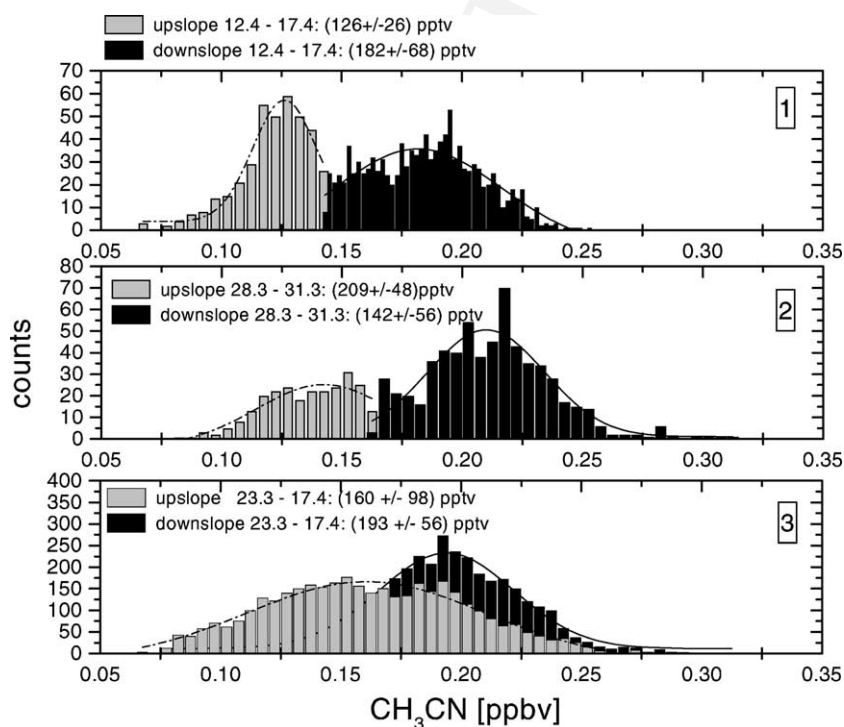 upslope 12.4 - 17.4: (126+/-26) pptv
downslope 12.4 - 17.4: (182+/-68) pptv
70
60
50
40
30
20
10
0
1
0.05 0.10 0.15 0.20 0.25 0.30 0.35
80
70
60
50
40
30
20
10
0
upslope 28.3 - 31.3: (209+/-48)pptv
downslope 28.3 - 31.3: (142+/-56) pptv
2
counts
0.05 0.10 0.15 0.20 0.25 0.30 0.35
400
350
300
250
200
150
100
50
0
upslope 23.3 - 17.4: (160 +/- 98) pptv
downslope 23.3 - 17.4: (193 +/- 56) pptv
3
0.05 0.10 0.15 0.20 0.25 0.30 0.35
CH₃CN [ppbv]